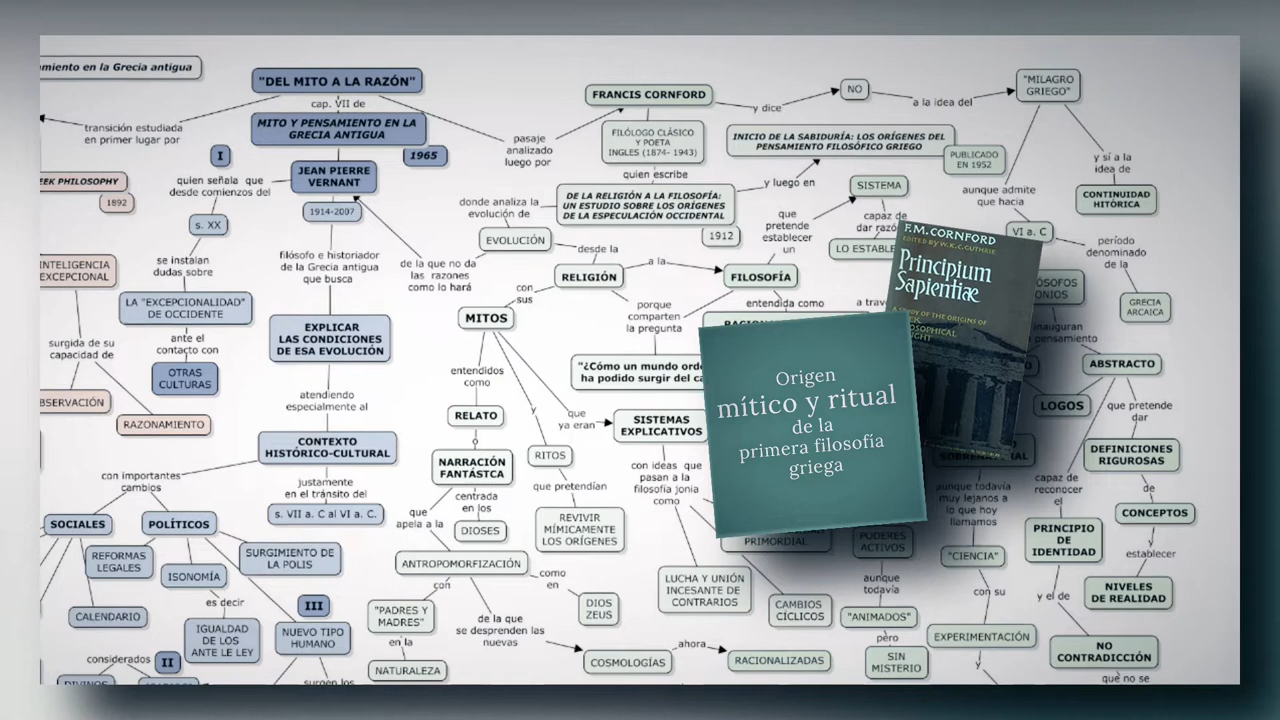 miento en la Grecia antigua
"DEL MITO A LA RAZÓN"
cap. VII de
MITO Y PENSAMIENTO EN LA
GRECIA ANTIGUA
1965
transición estudiada
en primer lugar por
I
JEAN PIERRE
VERNANT
1914-2007
quien señala que
desde comienzos del
EEK PHILOSOPHY
1892
s. XX
se instalan
dudas sobre
INTELIGENCIA
EXCEPCIONAL
LA "EXCEPCIONALIDAD"
DE OCCIDENTE
ante el
contacto con
OTRAS
CULTURAS
surgida de su
capacidad de
BSERVACIÓN
RAZONAMIENTO
filósofo e historiador
de la Grecia antigua
que busca
EXPLICAR
LAS CONDICIONES
DE ESA EVOLUCIÓN
atendiendo
especialmente al
CONTEXTO
HISTÓRICO-CULTURAL
con importantes
cambios
justamente
en el tránsito del
s. VII a. C al VI a. C.
SOCIALES
POLÍTICOS
REFORMAS
LEGALES
ISONOMÍA
SURGIMIENTO DE
LA POLIS
CALENDARIO
es decir
IGUALDAD
DE LOS
ANTE LE LEY
III
NUEVO TIPO
HUMANO
considerados
II
DIVINOS
surgen los
pasaje
analizado
luego por
FRANCIS CORNFORD
FILÓLOGO CLÁSICO
Y POETA
INGLES (1874- 1943)
quien escribe
DE LA RELIGIÓN A LA FILOSOFÍA:
UN ESTUDIO SOBRE LOS ORÍGENES
DE LA ESPECULACIÓN OCCIDENTAL
1912
y dice
NO
a la idea del
"MILAGRO
GRIEGO"
INICIO DE LA SABIDURÍA: LOS ORÍGENES DEL
PENSAMIENTO FILOSÓFICO GRIEGO
PUBLICADO
EN 1952
y luego en
SISTEMA
capaz de
dar razó
LO ESTABLE
que
pretende
establecer
un
donde analiza la
evolución de
EVOLUCIÓN
de la que no da
las razones
como lo hará
desde la
RELIGIÓN
a la
FILOSOFÍA
con
sus
MITOS
porque
comparten
la pregunta
entendida como
a trav
RACION
"¿Cómo un mundo orde
ha podido surgir del ca
entendidos
como
RELATO
o
NARRACIÓN
FANTÁSTCA
centrada
en los
DIOSES
y
RITOS
que pretendían
REVIVIR
MÍMICAMENTE
LOS ORÍGENES
que
ya eran
SISTEMAS
EXPLICATIVOS
con ideas que
pasan a la
filosofía jonia
como
LUCHA Y UNIÓN
INCESANTE DE
CONTRARIOS
CAMBIOS
CÍCLICOS
PRIMORDIAL
que
apela a la
ANTROPOMORFIZACIÓN
con
"PADRES Y
MADRES"
en la
NATURALEZA
como
en
DIOS
ZEUS
de la que
se desprenden las
nuevas
COSMOLOGÍAS
ahora
RACIONALIZADAS
PODERES
ACTIVOS
aunque
todavía
"ANIMADOS"
pero
SIN
MISTERIO
aunque admite
que hacia
VI a. C
y sí a la
idea de
CONTINUIDAD
HITÓRICA
período
denominado
de la
GRECIA
ARCAICA
ÓSOFOS
ONIOS
inauguran
pensamiento
ABSTRACTO
LOGOS
que pretende
dar
DEFINICIONES
RIGUROSAS
de
CONCEPTOS
y
establecer
NIVELES
DE REALIDAD
capaz de
reconocer
el
PRINCIPIO
DE
IDENTIDAD
y el de
NO
CONTRADICCIÓN
que no se
aunque todavía
muy lejanos a
lo que hoy
llamamos
"CIENCIA"
con su
EXPERIMENTACIÓN
y
F.M. CORNFORD
EDITED BY W.K.C. GUTHRIE
Principium
Sapientiæ
A STUDY OF THE ORIGINS OF
Origen
mítico y ritual
de la
primera filosofía
griega